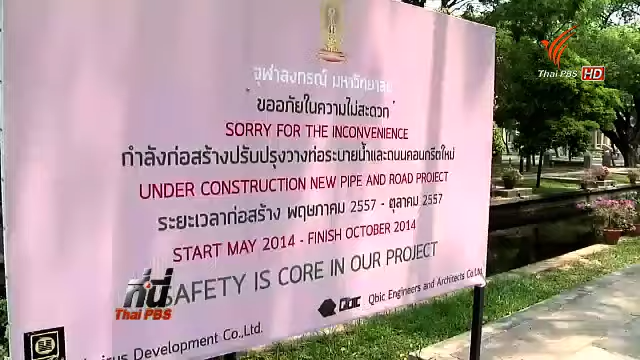 Thai PBS HD
จุฬาลงกรณ์ มหาวิทยาลัย
" ขออภัยในความไม่สะดวก "
SORRY FOR THE INCONVENIENCE
กำลังก่อสร้างปรับปรุงวางท่อระบายน้ำและถนนคอนกรีตใหม่
UNDER CONSTRUCTION NEW PIPE AND ROAD PROJECT
ระยะเวลาก่อสร้าง พฤษภาคม 2557 - ตุลาคม 2557
START MAY 2014 - FINISH OCTOBER 2014
SAFETY IS CORE IN OUR PROJECT
ที่นี่
Thai PBS
Qbic Qbic Engineers and Architects Co.,Ltd.
Development Co.,Ltd.